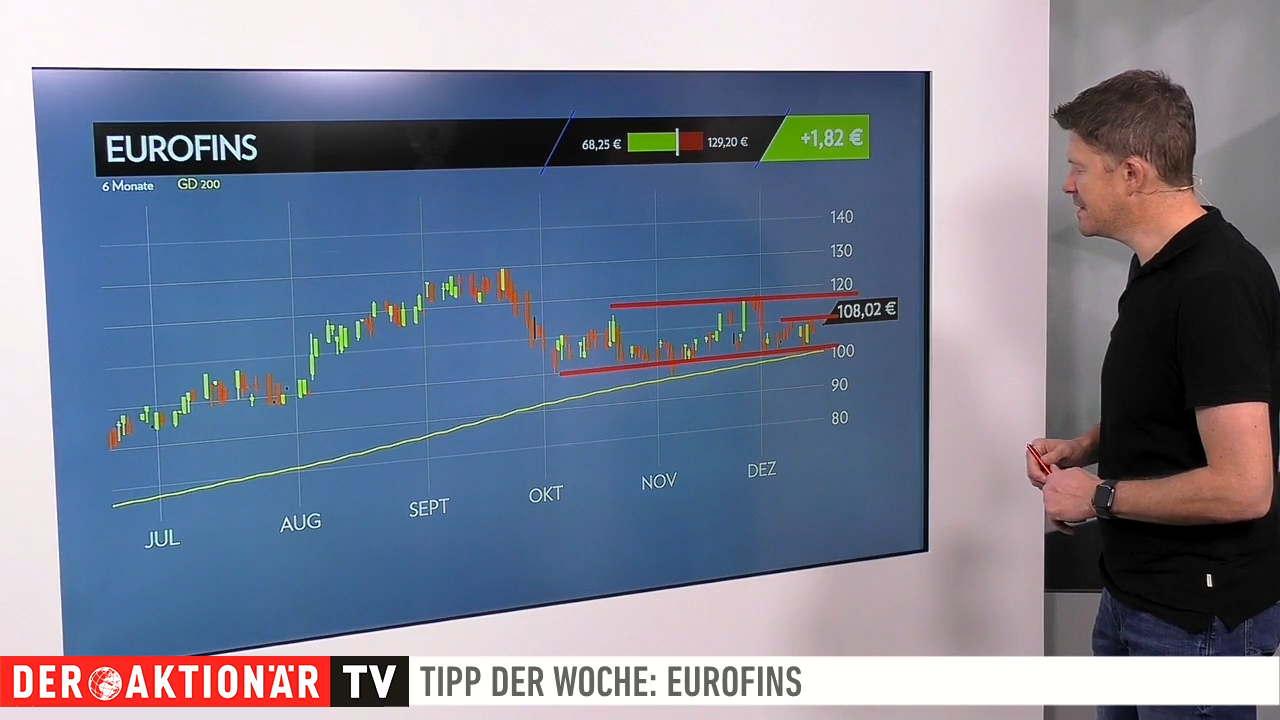 EUROFINS
68,25 €
129,20 €
+1,82 €
6 Monate
GD 200
140
130
120
108,02 €
100
90
80
JUL
AUG
SEPT
OKT
NOV
DEZ
DER AKTIONÄR TV
TIPP DER WOCHE: EUROFINS